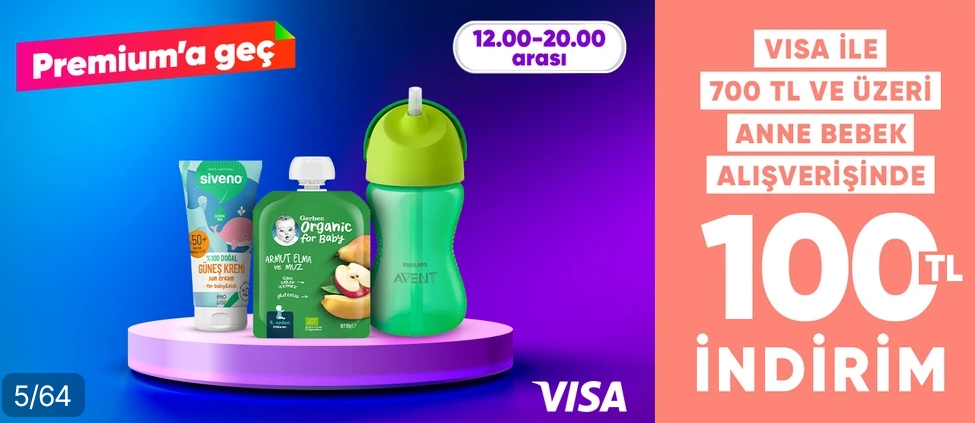 Premium'a geç
12.00-20.00
arası
siveno
50+
%100 DOĞAL
GÜNEŞ KREMİ
sun cream
Gerber
Organic
for Baby
ARMUT ELMA
ve MUZ
6. aydan
PHILIPS
AVENT
VISA
5/64
VISA İLE
700 TL VE ÜZERİ
ANNE BEBEK
ALIŞVERİŞİNDE
100 TL
İNDİRİM